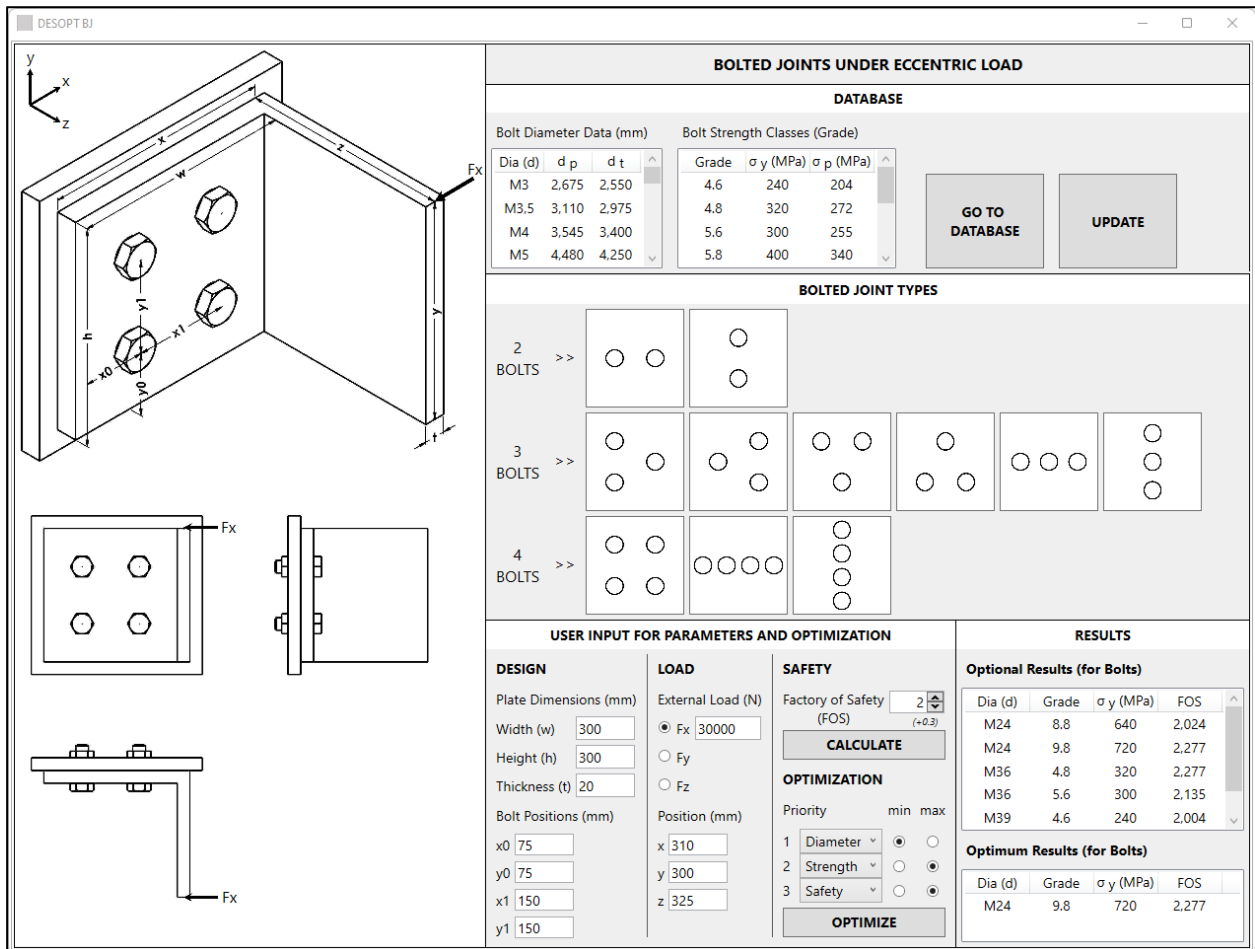 DESOPT BJ
y
x
z
x
z
w
Fx
h
y1
x1
x0
y0
y
t
Fx
Fx
BOLTED JOINTS UNDER ECCENTRIC LOAD
DATABASE
Bolt Diameter Data (mm)
Dia (d) d p d t
M3 2,675 2,550
M3,5 3,110 2,975
M4 3,545 3,400
M5 4,480 4,250
Bolt Strength Classes (Grade)
Grade σ y (MPa) σ p (MPa)
4.6 240 204
4.8 320 272
5.6 300 255
5.8 400 340
GO TO
DATABASE
UPDATE
BOLTED JOINT TYPES
2
BOLTS >>
3
BOLTS >>
4
BOLTS >>
USER INPUT FOR PARAMETERS AND OPTIMIZATION
DESIGN
Plate Dimensions (mm)
Width (w) 300
Height (h) 300
Thickness (t) 20
Bolt Positions (mm)
x0 75
y0 75
x1 150
y1 150
LOAD
External Load (N)
Fx 30000
Fy
Fz
Position (mm)
x 310
y 300
z 325
SAFETY
Factory of Safety
(FOS)
2
(+0.3)
CALCULATE
OPTIMIZATION
Priority min max
1 Diameter
2 Strength
3 Safety
OPTIMIZE
RESULTS
Optional Results (for Bolts)
Dia (d) Grade σ y (MPa) FOS
M24 8.8 640 2,024
M24 9.8 720 2,277
M36 4.8 320 2,277
M36 5.6 300 2,135
M39 4.6 240 2,004
Optimum Results (for Bolts)
Dia (d) Grade σ y (MPa) FOS
M24 9.8 720 2,277